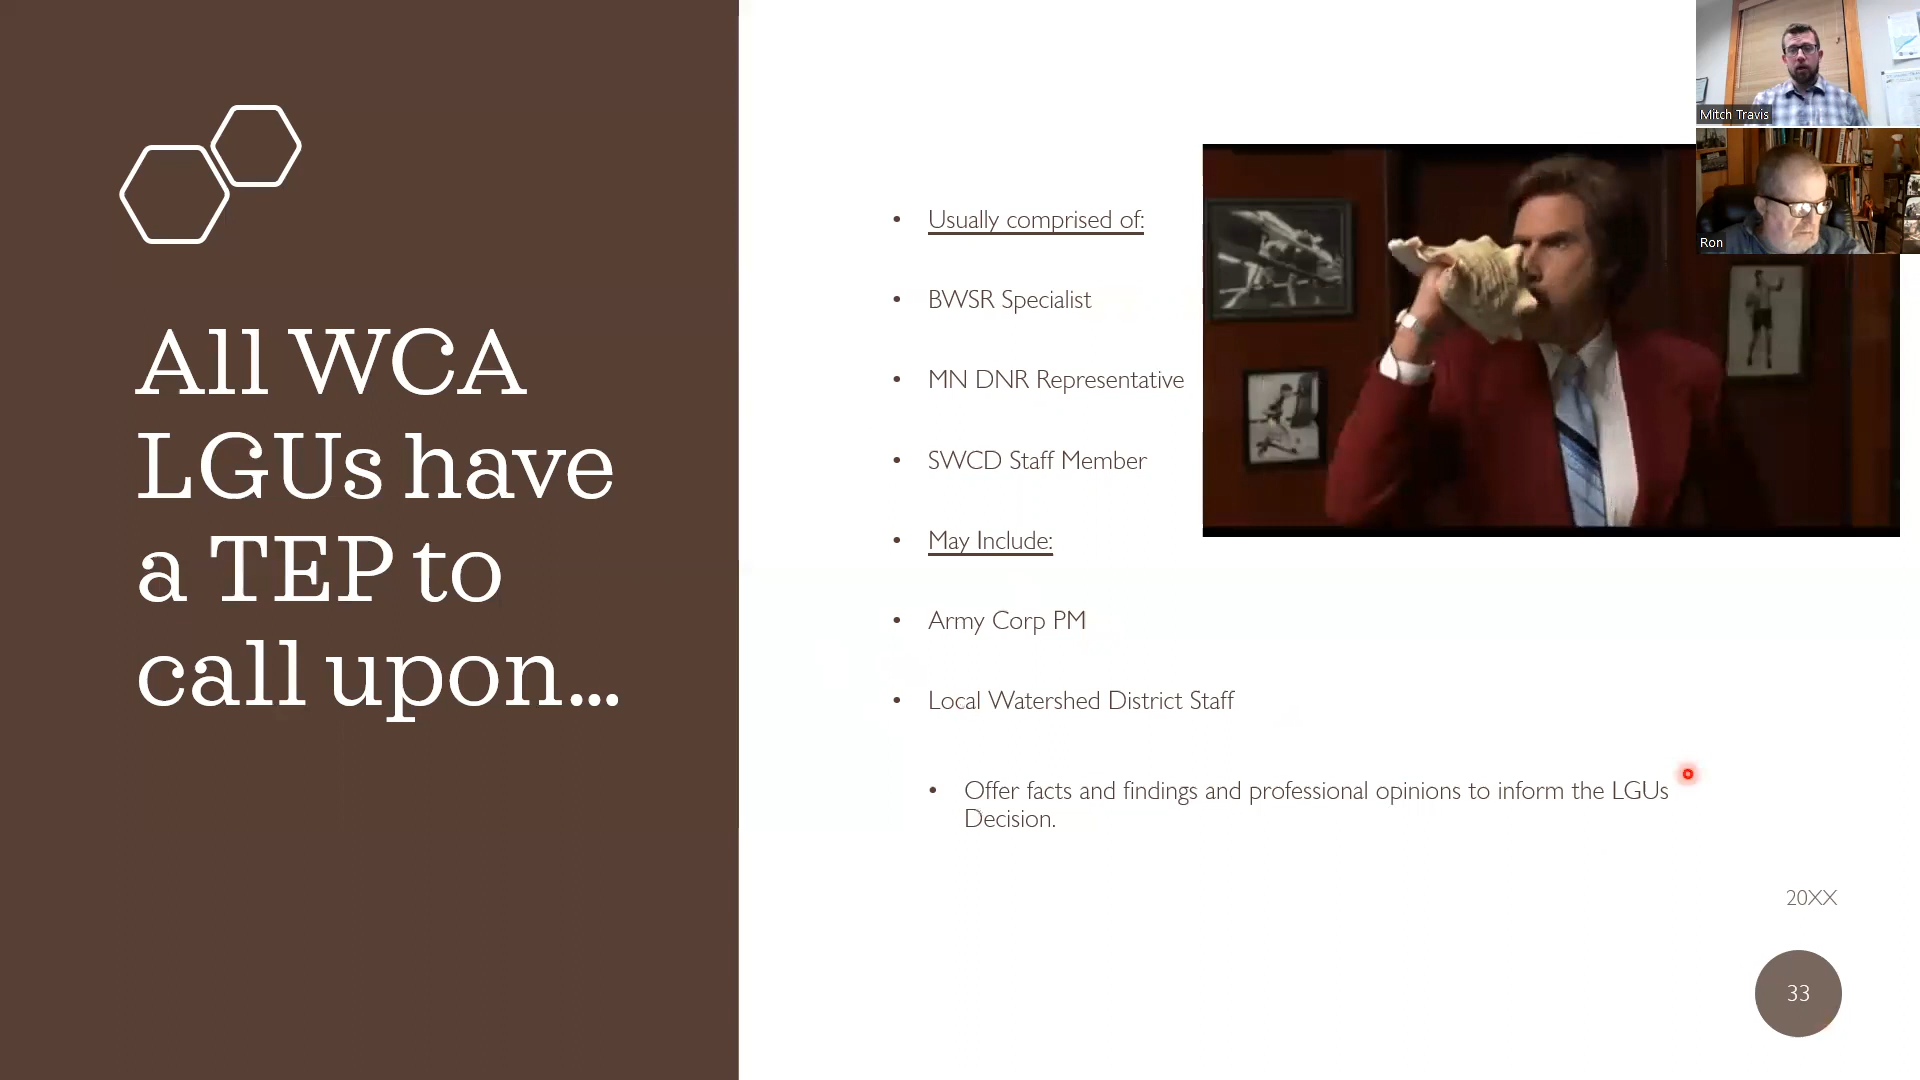 All WCA
LGUs have
a TEP to
call upon...
• Usually comprised of:
• BWSR Specialist
• MN DNR Representative
• SWCD Staff Member
• May Include:
• Army Corp PM
• Local Watershed District Staff
• Offer facts and findings and professional opinions to inform the LGUs
Decision.
20XX
33
Mitch Travis
Ron